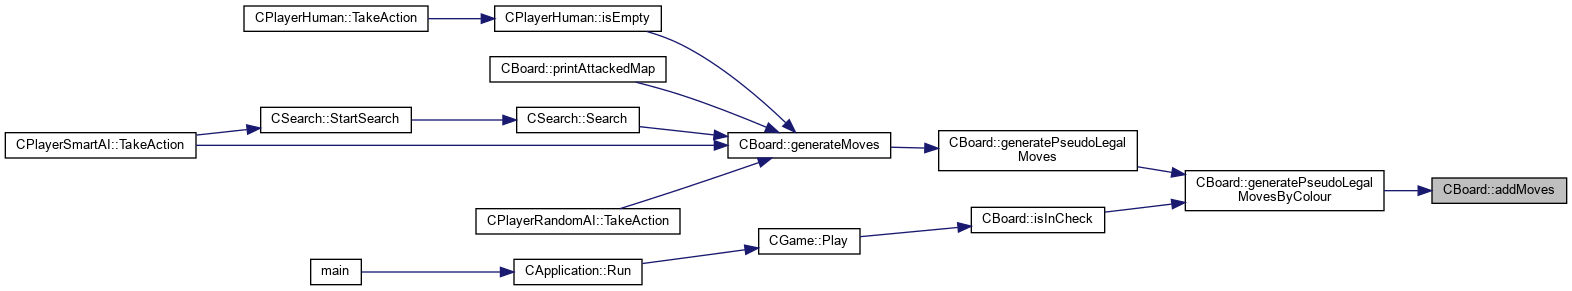 CPlayerHuman::TakeAction
CPlayerHuman::isEmpty
CBoard::printAttackedMap
CSearch::StartSearch
CSearch::Search
CPlayerSmartAI::TakeAction
CBoard::generateMoves
CBoard::generatePseudoLegal
Moves
CBoard::generatePseudoLegal
MovesByColour
CBoard::addMoves
CPlayerRandomAI::TakeAction
CBoard::isInCheck
CGame::Play
main
CApplication::Run